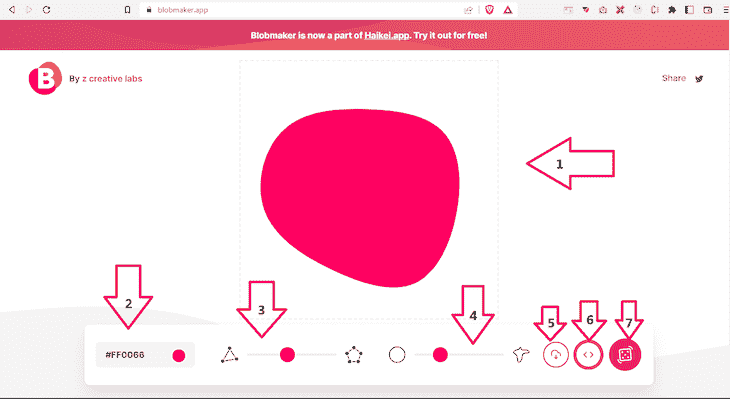 blobmaker.app
Blobmaker is now a part of Haikei.app. Try it out for free!
B
By z creative labs
Share
1
2
3
4
5
6
7
#FF0066